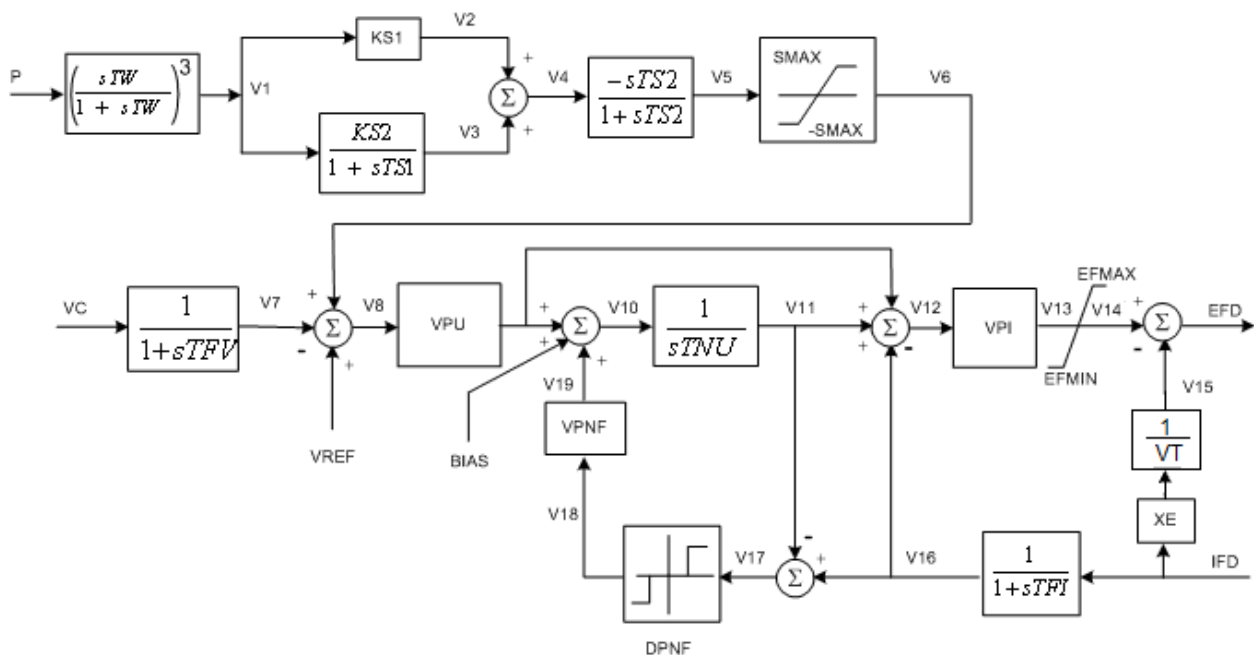 P
(sTW / 1 + sTW)^3
V1
KS1
V2
KS2 / 1 + sTS1
V3
+
Σ
+
V4
-sTS2 / 1+sTS2
V5
SMAX
-SMAX
V6
VC
1 / 1+sTFV
V7
+
Σ
-
+
VREF
V8
VPU
+
+
Σ
+
BIAS
V10
1 / sTNU
V11
+
+
Σ
-
V12
VPI
V13
EFMAX
EFMIN
V14
+
Σ
-
EFD
V15
1 / VT
XE
IFD
1 / 1+sTFI
V16
+
-
Σ
V17
DPNF
V18
VPNF
V19